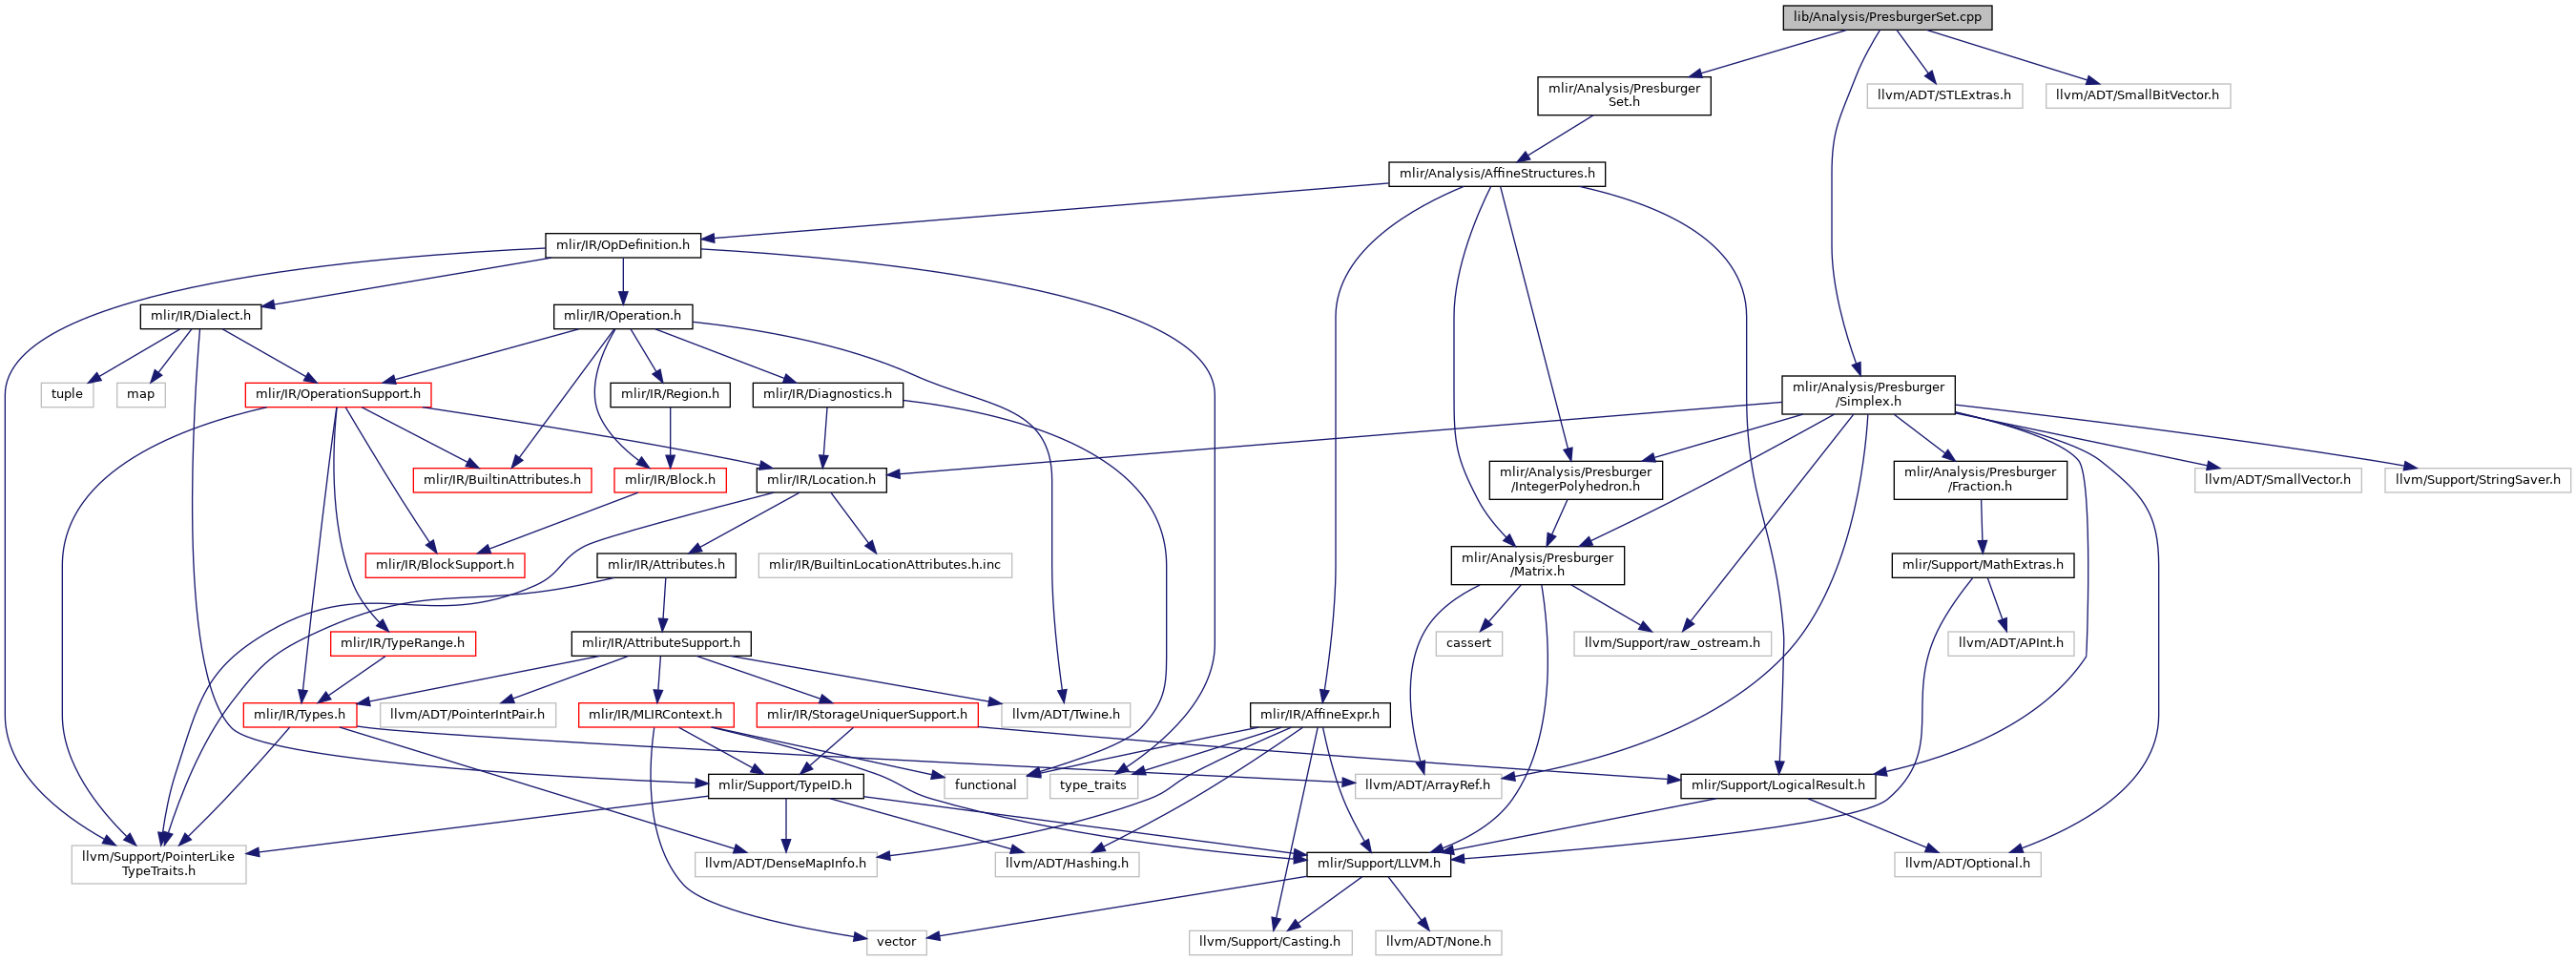 lib/Analysis/PresburgerSet.cpp
mlir/Analysis/Presburger
Set.h
llvm/ADT/STLExtras.h
llvm/ADT/SmallBitVector.h
mlir/Analysis/AffineStructures.h
mlir/IR/OpDefinition.h
mlir/IR/Dialect.h
mlir/IR/Operation.h
tuple
map
mlir/IR/OperationSupport.h
mlir/IR/Region.h
mlir/IR/Diagnostics.h
mlir/Analysis/Presburger
/Simplex.h
mlir/IR/BuiltinAttributes.h
mlir/IR/Block.h
mlir/IR/Location.h
mlir/Analysis/Presburger
/IntegerPolyhedron.h
mlir/Analysis/Presburger
/Fraction.h
llvm/ADT/SmallVector.h
llvm/Support/StringSaver.h
mlir/IR/BlockSupport.h
mlir/IR/Attributes.h
mlir/IR/BuiltinLocationAttributes.h.inc
mlir/Analysis/Presburger
/Matrix.h
mlir/Support/MathExtras.h
mlir/IR/TypeRange.h
mlir/IR/AttributeSupport.h
cassert
llvm/Support/raw_ostream.h
llvm/ADT/APInt.h
mlir/IR/Types.h
llvm/ADT/PointerIntPair.h
mlir/IR/MLIRContext.h
mlir/IR/StorageUniquerSupport.h
llvm/ADT/Twine.h
mlir/IR/AffineExpr.h
mlir/Support/TypeID.h
functional
type_traits
llvm/ADT/ArrayRef.h
mlir/Support/LogicalResult.h
llvm/Support/PointerLike
TypeTraits.h
llvm/ADT/DenseMapInfo.h
llvm/ADT/Hashing.h
mlir/Support/LLVM.h
llvm/ADT/Optional.h
vector
llvm/Support/Casting.h
llvm/ADT/None.h